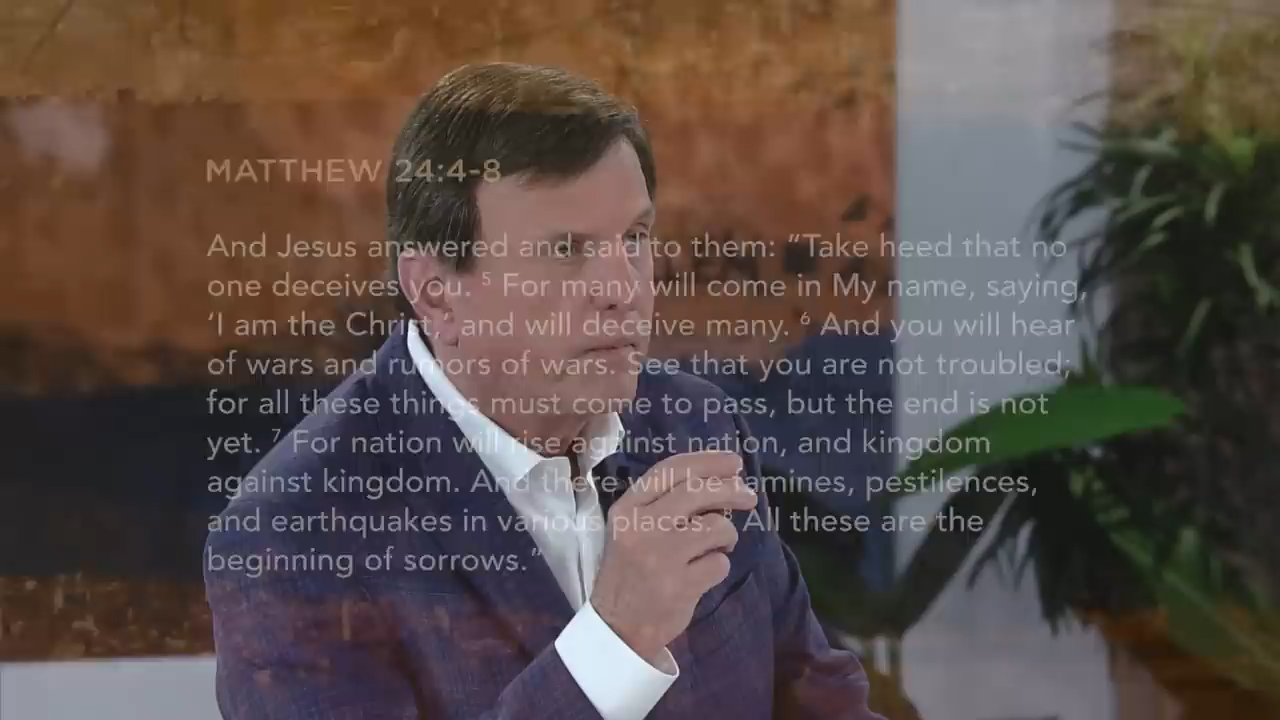 MATTHEW 24:4-8
And Jesus answered and said to them: “Take heed that no
one deceives you. ⁵ For many will come in My name, saying,
‘I am the Christ,’ and will deceive many. ⁶ And you will hear
of wars and rumors of wars. See that you are not troubled;
for all these things must come to pass, but the end is not
yet. ⁷ For nation will rise against nation, and kingdom
against kingdom. And there will be famines, pestilences,
and earthquakes in various places. ⁸ All these are the
beginning of sorrows.”